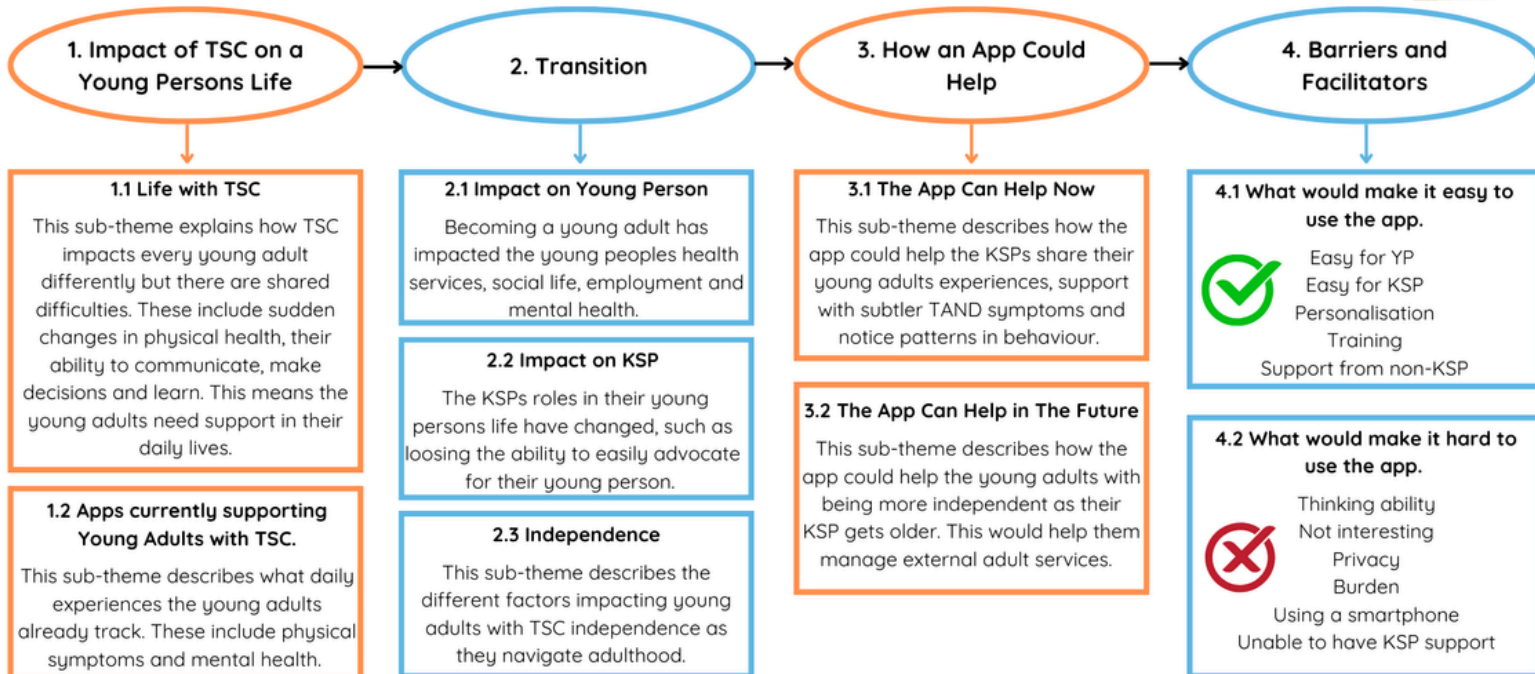 1. Impact of TSC on a
Young Persons Life
2. Transition
3. How an App Could
Help
4. Barriers and
Facilitators
1.1 Life with TSC
This sub-theme explains how TSC
impacts every young adult
differently but there are shared
difficulties. These include sudden
changes in physical health, their
ability to communicate, make
decisions and learn. This means the
young adults need support in their
daily lives.
1.2 Apps currently supporting
Young Adults with TSC.
This sub-theme describes what daily
experiences the young adults
already track. These include physical
symptoms and mental health.
2.1 Impact on Young Person
Becoming a young adult has
impacted the young peoples health
services, social life, employment and
mental health.
2.2 Impact on KSP
The KSPs roles in their young
persons life have changed, such as
loosing the ability to easily advocate
for their young person.
2.3 Independence
This sub-theme describes the
different factors impacting young
adults with TSC independence as
they navigate adulthood.
3.1 The App Can Help Now
This sub-theme describes how the
app could help the KSPs share their
young adults experiences, support
with subtler TAND symptoms and
notice patterns in behaviour.
3.2 The App Can Help in The Future
This sub-theme describes how the
app could help the young adults with
being more independent as their
KSP gets older. This would help them
manage external adult services.
4.1 What would make it easy to
use the app.
Easy for YP
Easy for KSP
Personalisation
Training
Support from non-KSP
4.2 What would make it hard to
use the app.
Thinking ability
Not interesting
Privacy
Burden
Using a smartphone
Unable to have KSP support